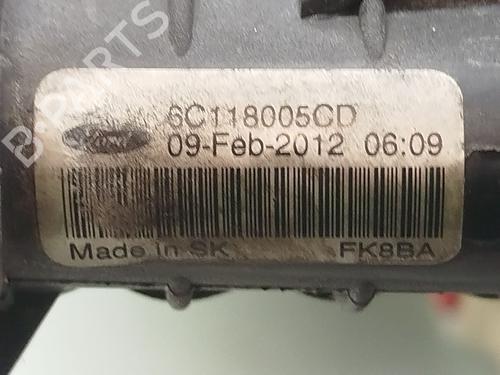 6C118005CD
Ford
09-Feb-2012 06:09
Made in SK FK8BA
B-PARTS